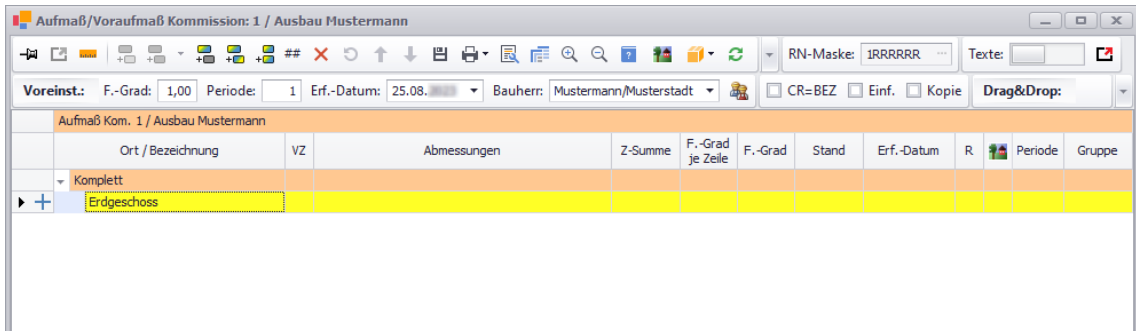 Aufmaß/Voraufmaß Kommission: 1 / Ausbau Mustermann
## RN-Maske: 1RRRRRR ... Texte:
Voreinst.: F.-Grad: 1,00 Periode: 1 Erf.-Datum: 25.08. Bauherr: Mustermann/Musterstadt CR=BEZ Einf. Kopie Drag&Drop:
Aufmaß Kom. 1 / Ausbau Mustermann
Ort / Bezeichnung VZ Abmessungen Z-Summe F.-Grad je Zeile F.-Grad Stand Erf.-Datum R Periode Gruppe
Komplett
Erdgeschoss